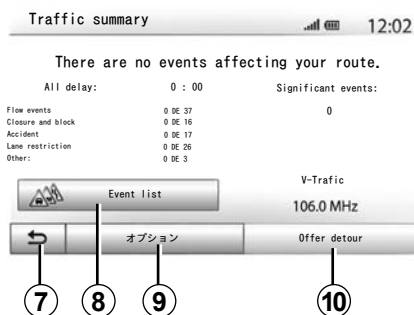 Traffic summary 12:02
There are no events affecting your route.
All delay: 0 : 00 Significant events:
Flow events 0 DE 37 0
Closure and block 0 DE 16
Accident 0 DE 17
Lane restriction 0 DE 26
Other: 0 DE 3
V-Trafic
Event list
106.0 MHz
オプション Offer detour
7 8 9 10